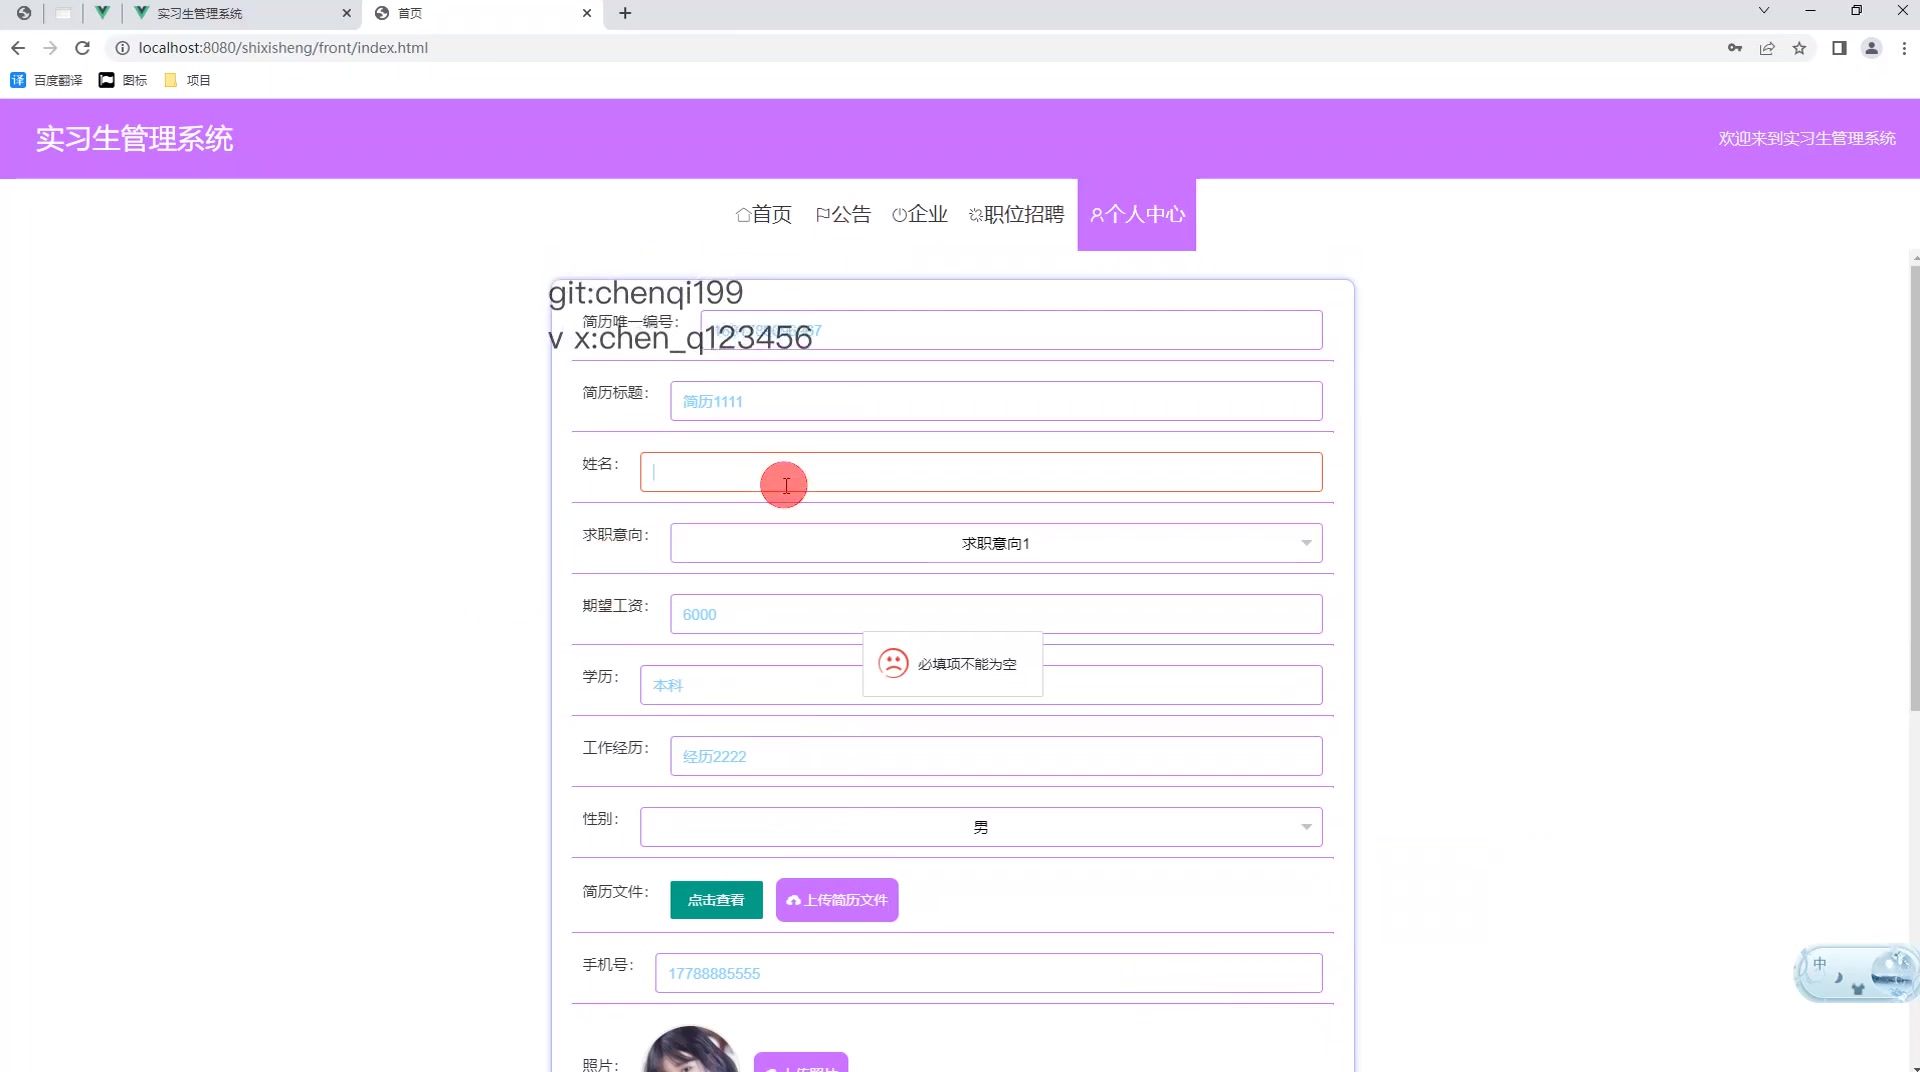 实习生管理系统
首页
localhost:8080/shixisheng/front/index.html
百度翻译
图标
项目
实习生管理系统
欢迎来到实习生管理系统
首页
公告
企业
职位招聘
个人中心
git:chenqi199
简历唯一编号：
v x:chen_q123456
简历标题：
简历1111
姓名：
求职意向：
求职意向1
期望工资：
6000
必填项不能为空
学历：
本科
工作经历：
经历2222
性别：
男
简历文件：
点击查看
上传简历文件
手机号：
17788885555
中
照片：
上传照片